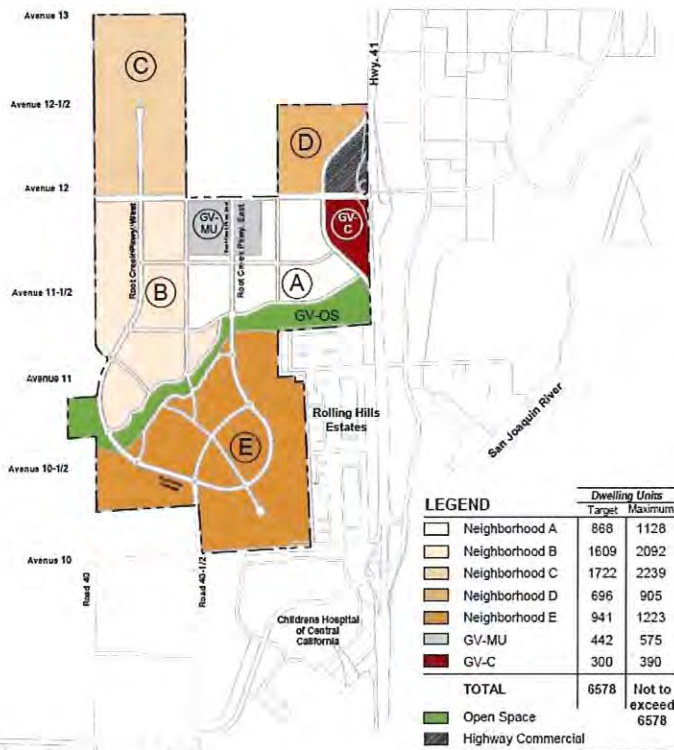 Avenue 13
C
Hwy. 41
Avenue 12-1/2
D
Avenue 12
GV-
MU
GV-
C
Root Creek Pkwy. West
Root Creek Pkwy. East
A
Avenue 11-1/2
B
GV-OS
Avenue 11
Rolling Hills
Estates
San Joaquin River
E
Avenue 10-1/2
Avenue 10
Road 40
Road 40-1/2
Childrens Hospital
of Central
California
LEGEND
Dwelling Units
Target Maximum
Neighborhood A 868 1128
Neighborhood B 1609 2092
Neighborhood C 1722 2239
Neighborhood D 696 905
Neighborhood E 941 1223
GV-MU 442 575
GV-C 300 390
TOTAL 6578 Not to
exceed
6578
Open Space
Highway Commercial